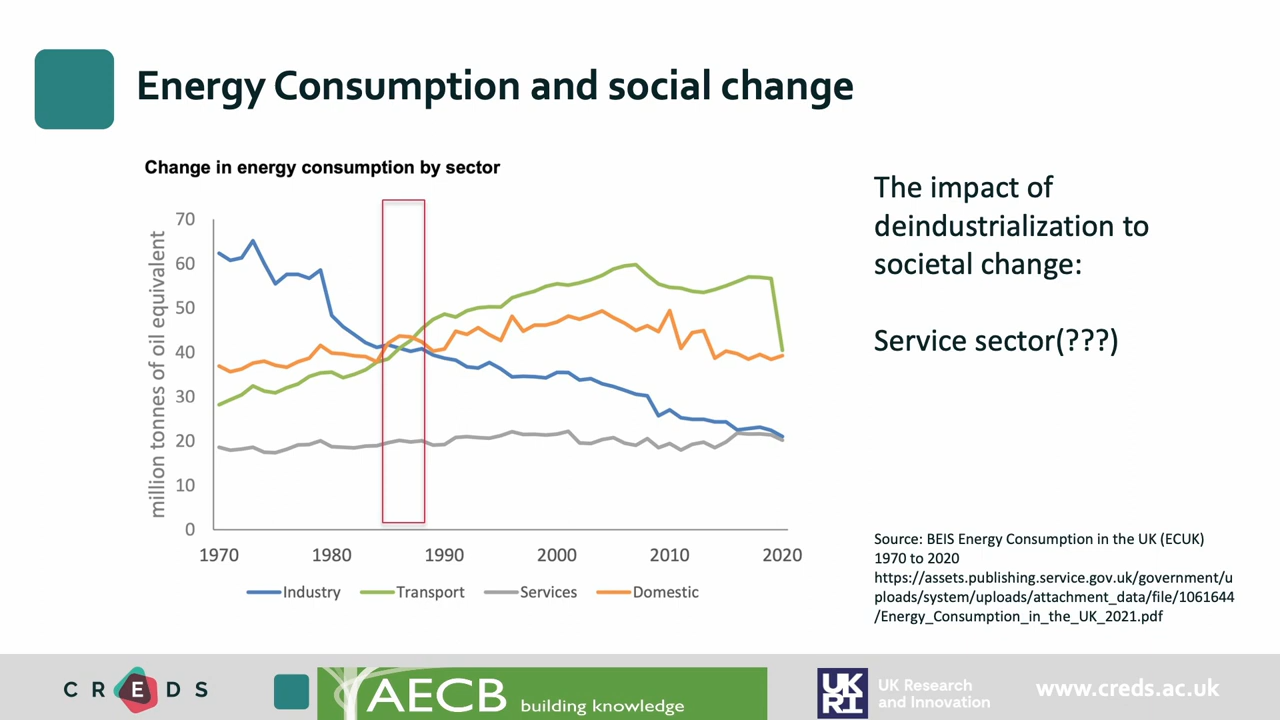 Energy Consumption and social change
Change in energy consumption by sector
million tonnes of oil equivalent
70
60
50
40
30
20
10
0
1970 1980 1990 2000 2010 2020
Industry Transport Services Domestic
The impact of
deindustrialization to
societal change:
Service sector(???)
Source: BEIS Energy Consumption in the UK (ECUK)
1970 to 2020
https://assets.publishing.service.gov.uk/government/u
ploads/system/uploads/attachment_data/file/1061644
/Energy_Consumption_in_the_UK_2021.pdf
CREDS
AECB building knowledge
UK
RI
UK Research
and Innovation
www.creds.ac.uk